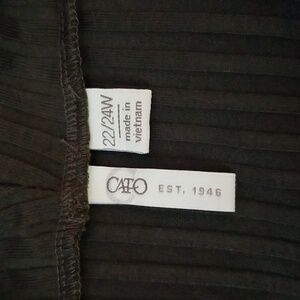 22/24W
made in
vietnam
CATO EST. 1946